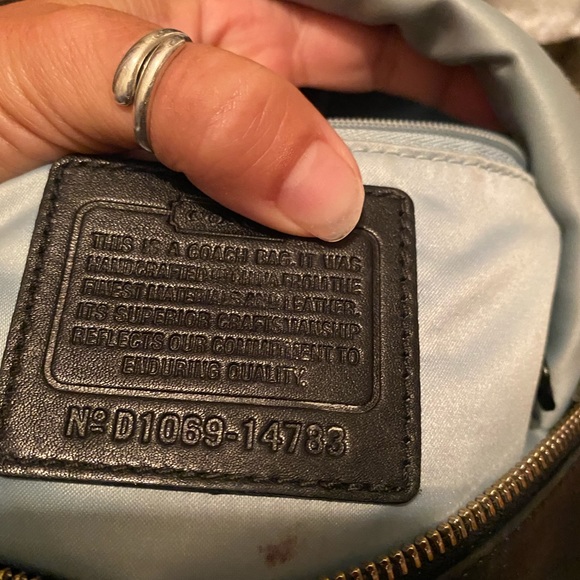 THIS IS A COACH BAG. IT WAS
HANDCRAFTED IN CHINA FROM THE
FINEST MATERIALS AND LEATHER.
ITS SUPERIOR CRAFTSMANSHIP
REFLECTS OUR COMMITMENT TO
ENDURING QUALITY.
Nº D1069-14783